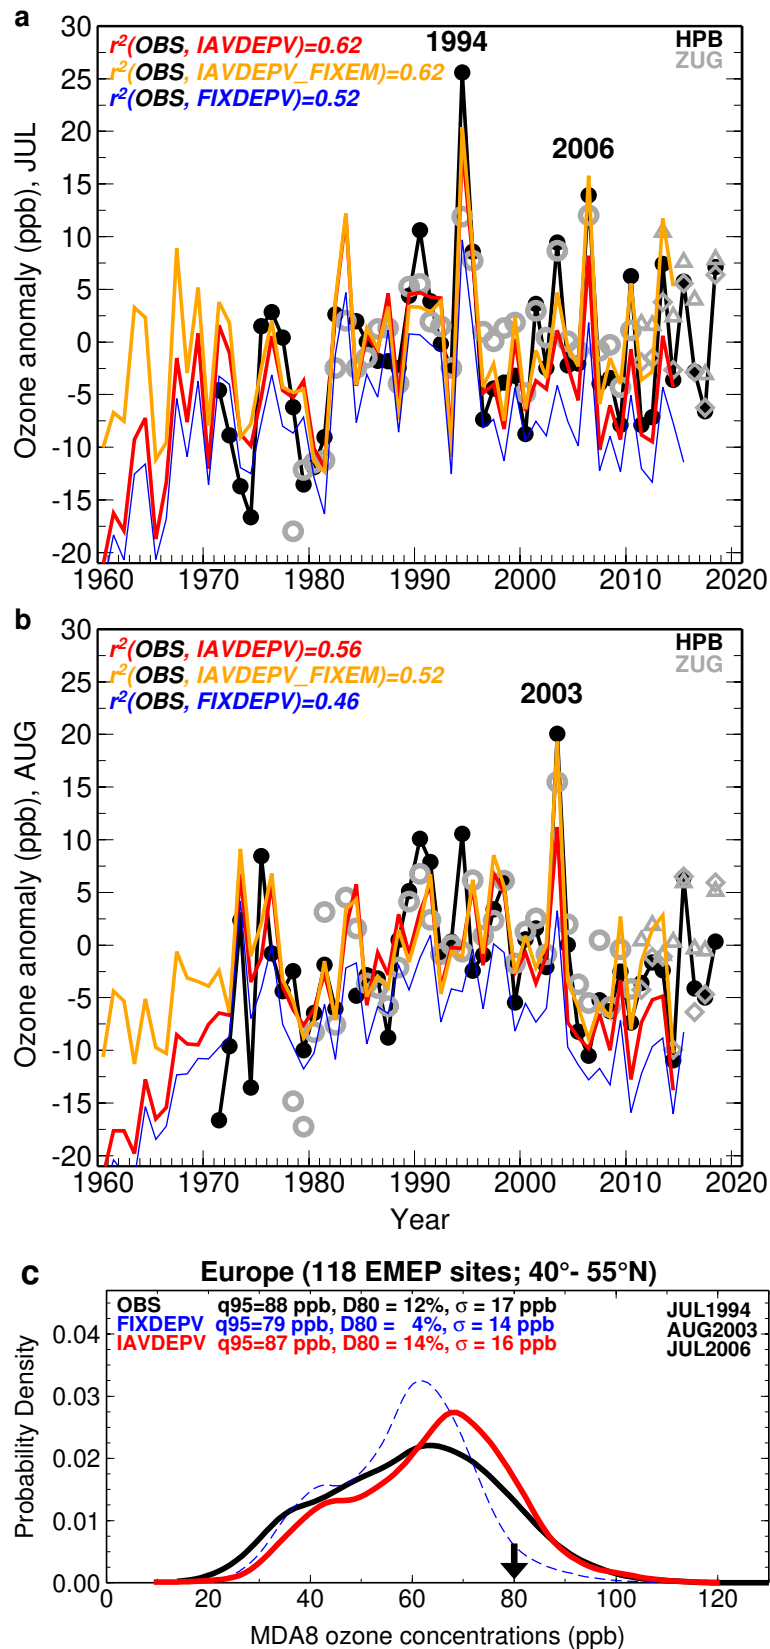 a
30
25
20
15
10
5
0
-5
-10
-15
-20
Ozone anomaly (ppb), JUL
r²(OBS, IAVDEPV)=0.62
r²(OBS, IAVDEPV_FIXEM)=0.62
r²(OBS, FIXDEPV)=0.52
1994
2006
HPB
ZUG
1960 1970 1980 1990 2000 2010 2020
b
30
25
20
15
10
5
0
-5
-10
-15
-20
Ozone anomaly (ppb), AUG
r²(OBS, IAVDEPV)=0.56
r²(OBS, IAVDEPV_FIXEM)=0.52
r²(OBS, FIXDEPV)=0.46
2003
HPB
ZUG
1960 1970 1980 1990 2000 2010 2020
Year
c
Europe (118 EMEP sites; 40°- 55°N)
OBS q95=88 ppb, D80 = 12%, σ = 17 ppb
FIXDEPV q95=79 ppb, D80 = 4%, σ = 14 ppb
IAVDEPV q95=87 ppb, D80 = 14%, σ = 16 ppb
JUL1994
AUG2003
JUL2006
0.04
0.03
0.02
0.01
0.00
Probability Density
0 20 40 60 80 100 120
MDA8 ozone concentrations (ppb)